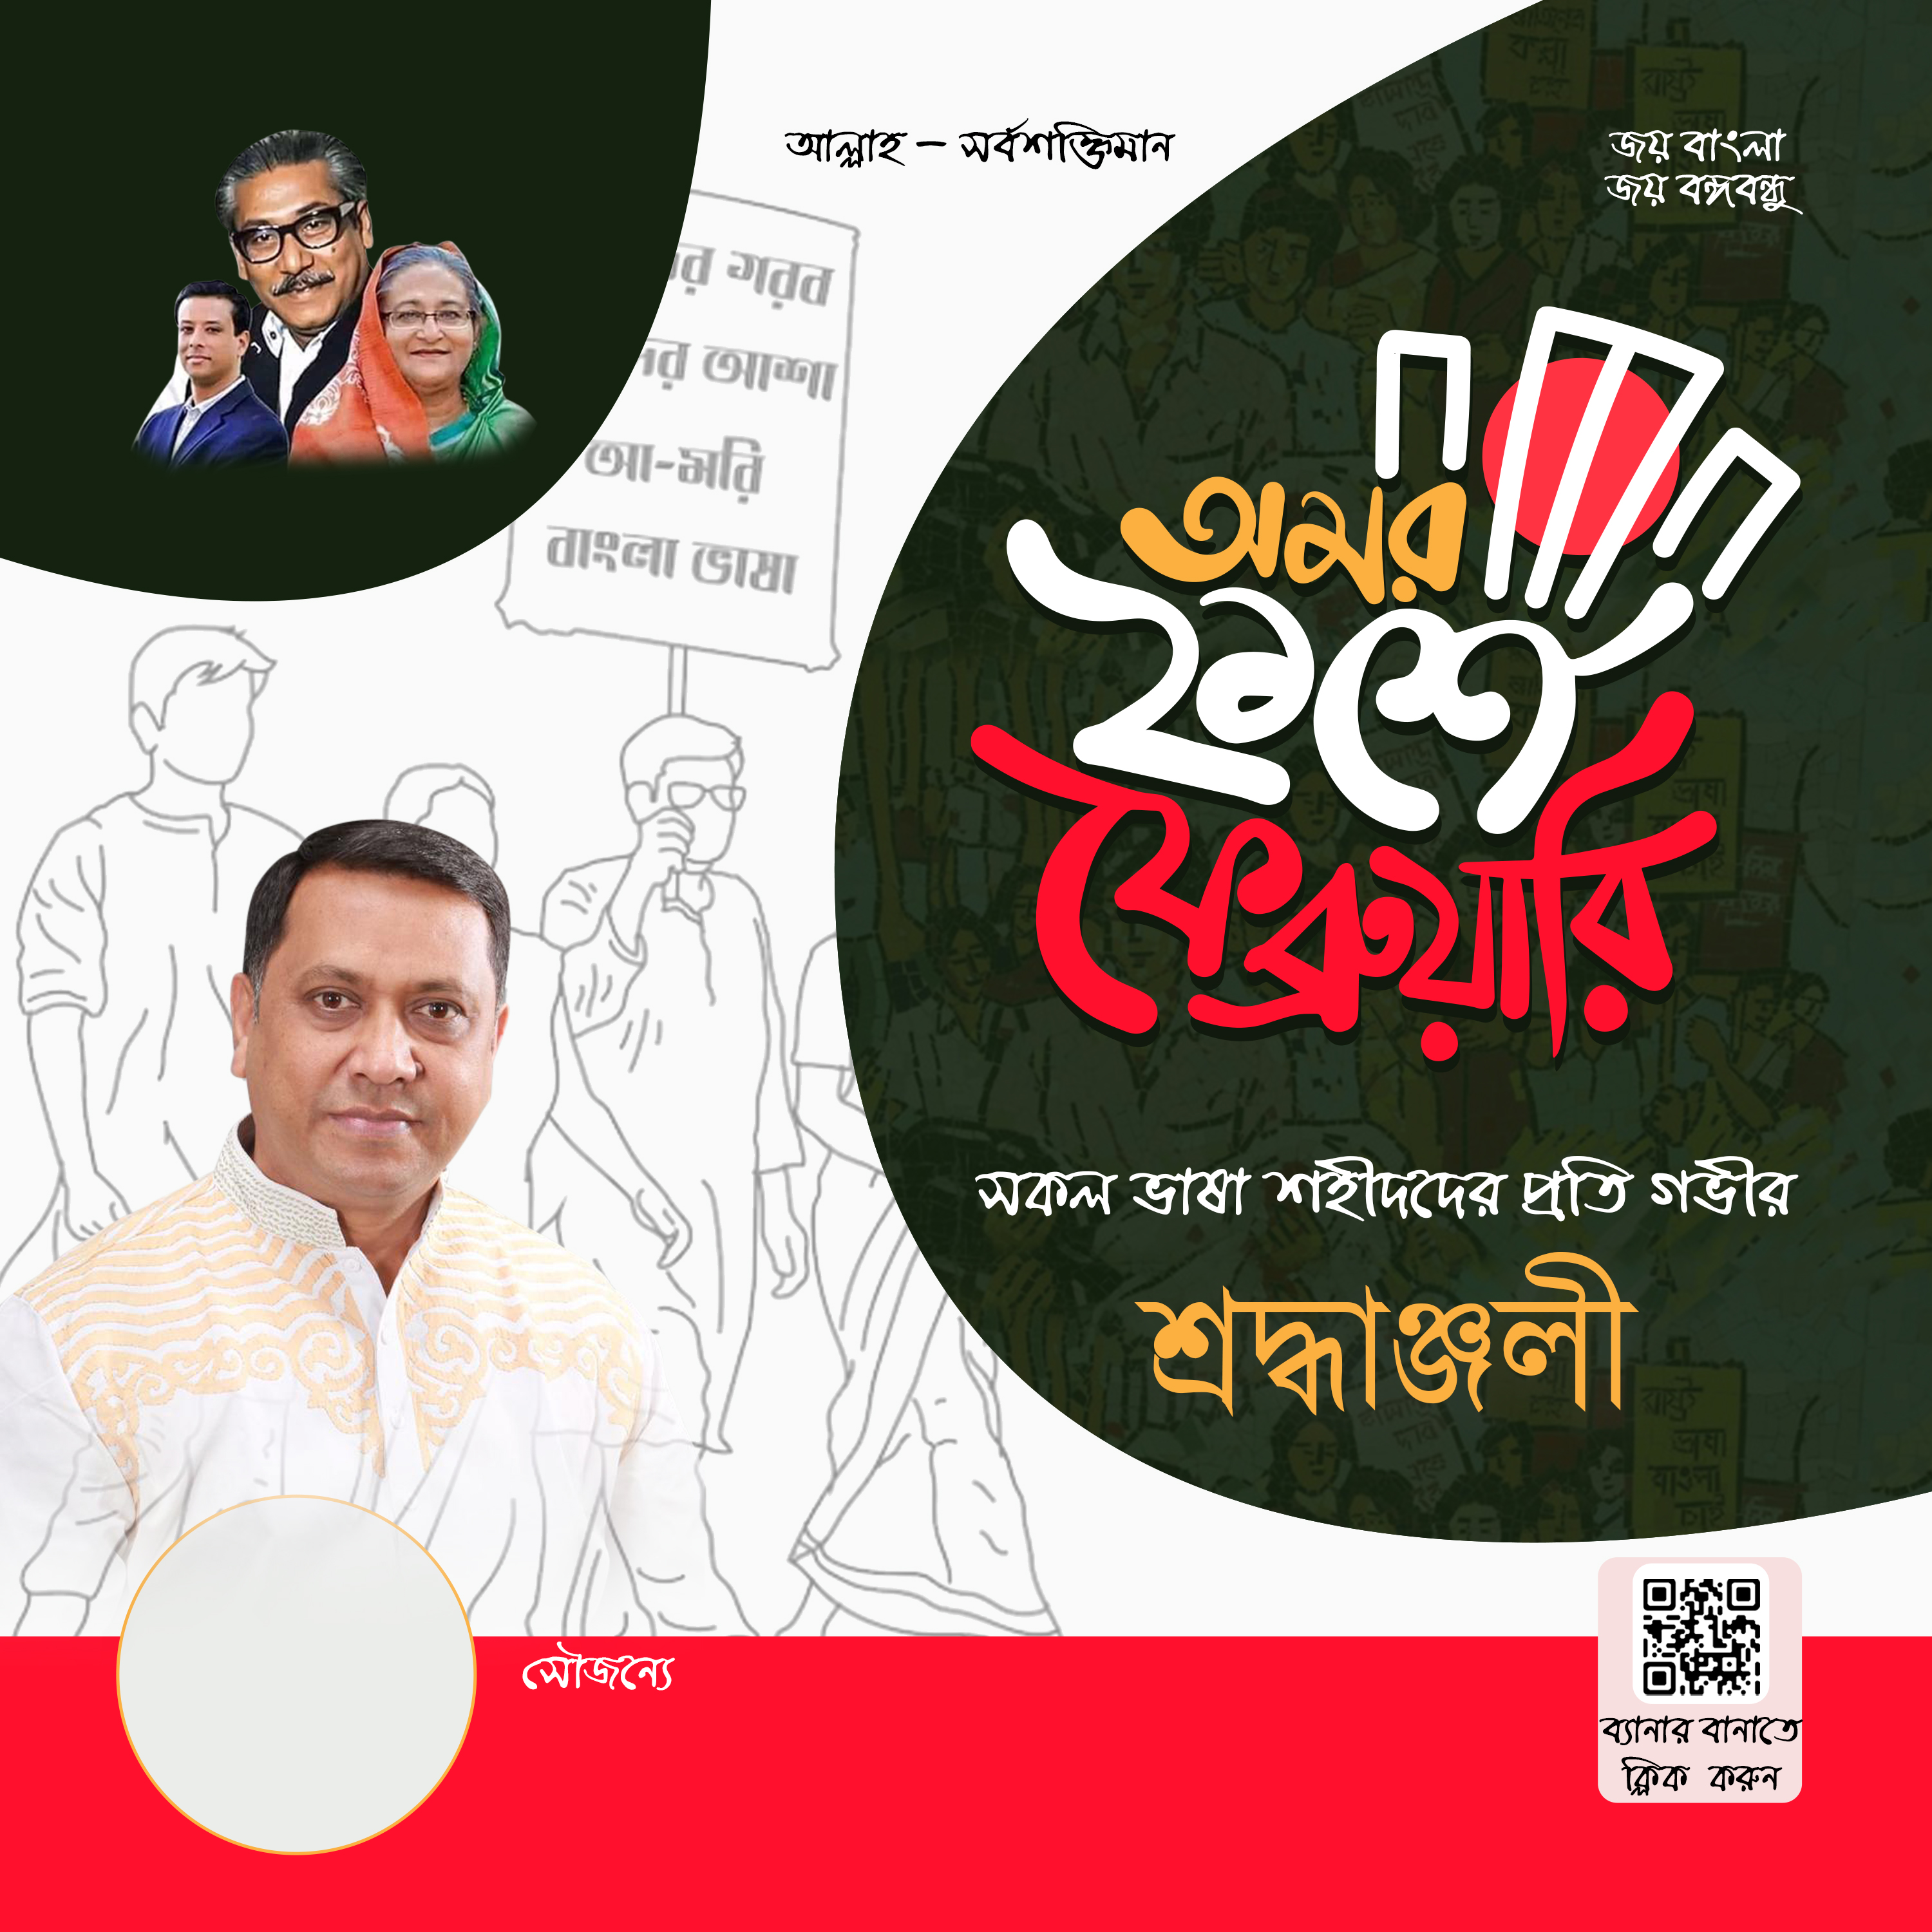 আল্লাহ – সর্বশক্তিমান
জয় বাংলা
জয় বঙ্গবন্ধু
গরব
আশা
আ-মরি
বাংলা ভাষা
অমর
২১শে
ফেব্রুয়ারি
সকল ভাষা শহীদদের প্রতি গভীর
শ্রদ্ধাঞ্জলী
সৌজন্যে
ব্যানার বানাতে
ক্লিক করুন